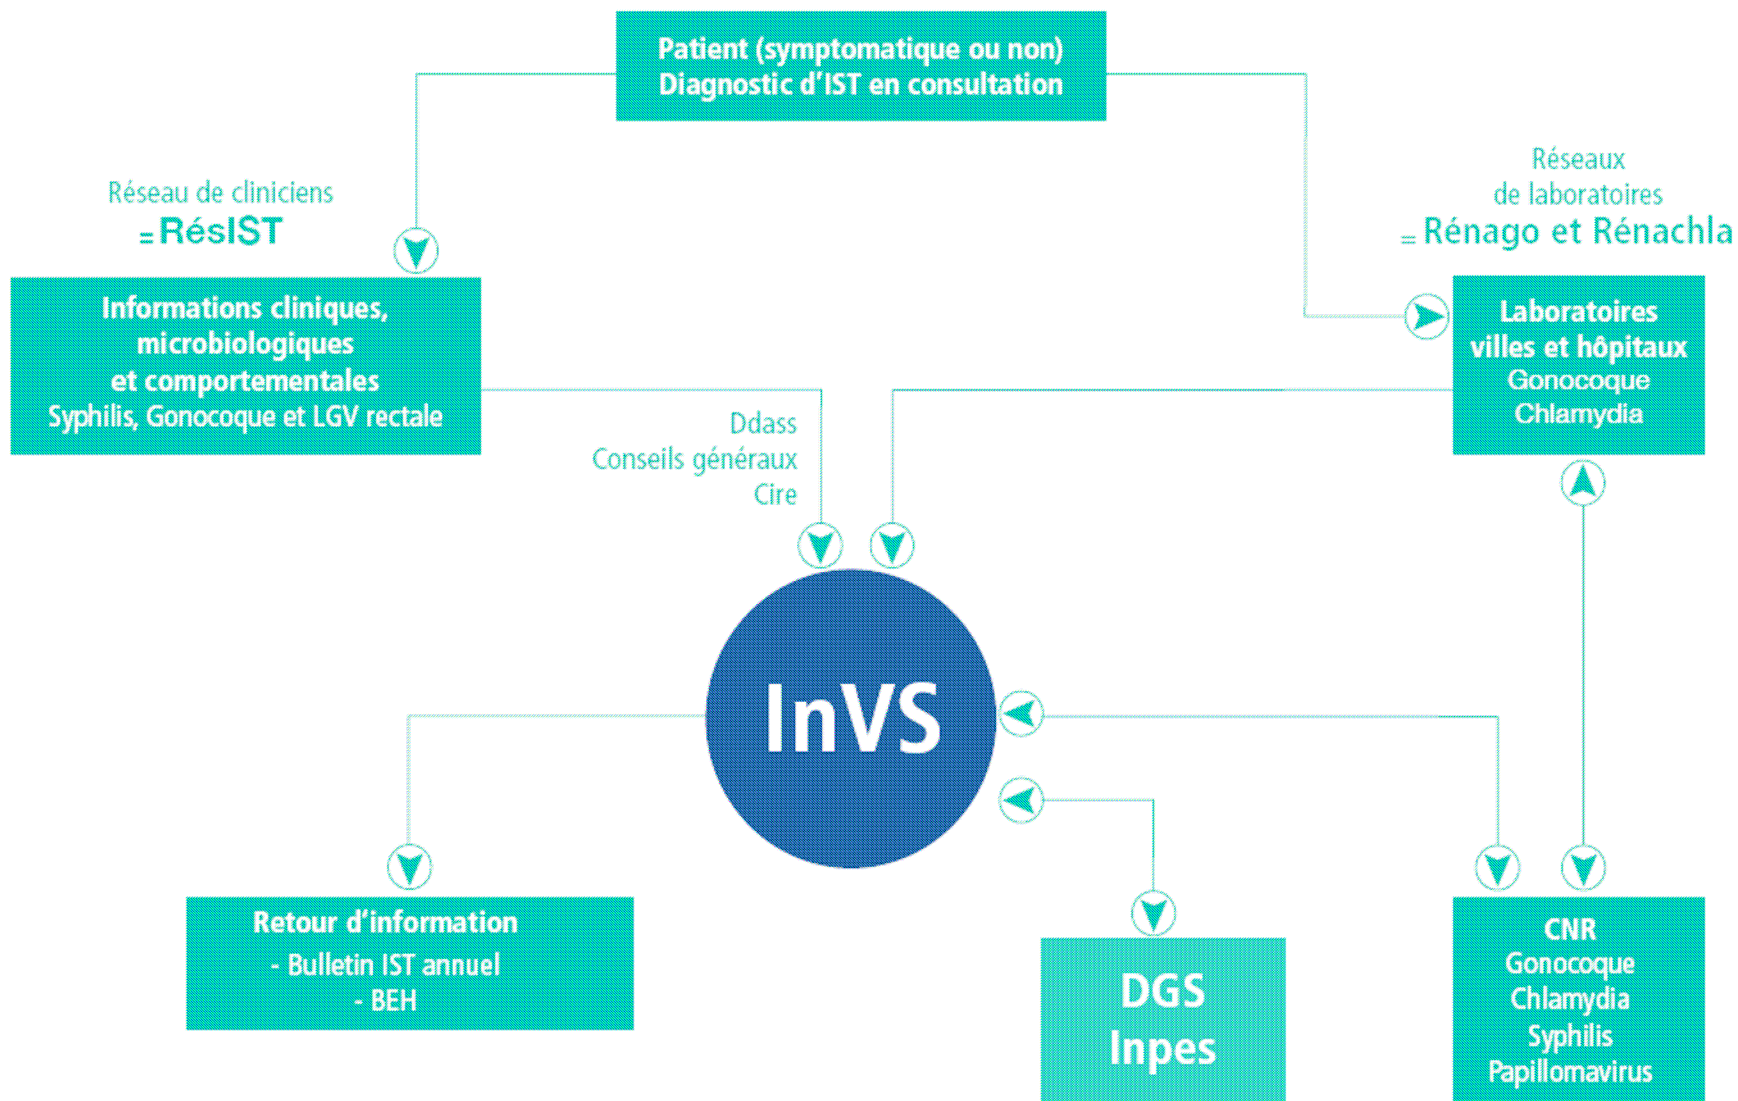 Patient (symptomatique ou non)
Diagnostic d'IST en consultation
Réseau de cliniciens
=RésIST
Réseaux
de laboratoires
= Rénago et Rénachla
Informations cliniques,
microbiologiques
et comportementales
Syphilis, Gonocoque et LGV rectale
Laboratoires
villes et hôpitaux
Gonocoque
Chlamydia
Ddass
Conseils généraux
Cire
InVS
Retour d'information
- Bulletin IST annuel
- BEH
DGS
Inpes
CNR
Gonocoque
Chlamydia
Syphilis
Papillomavirus